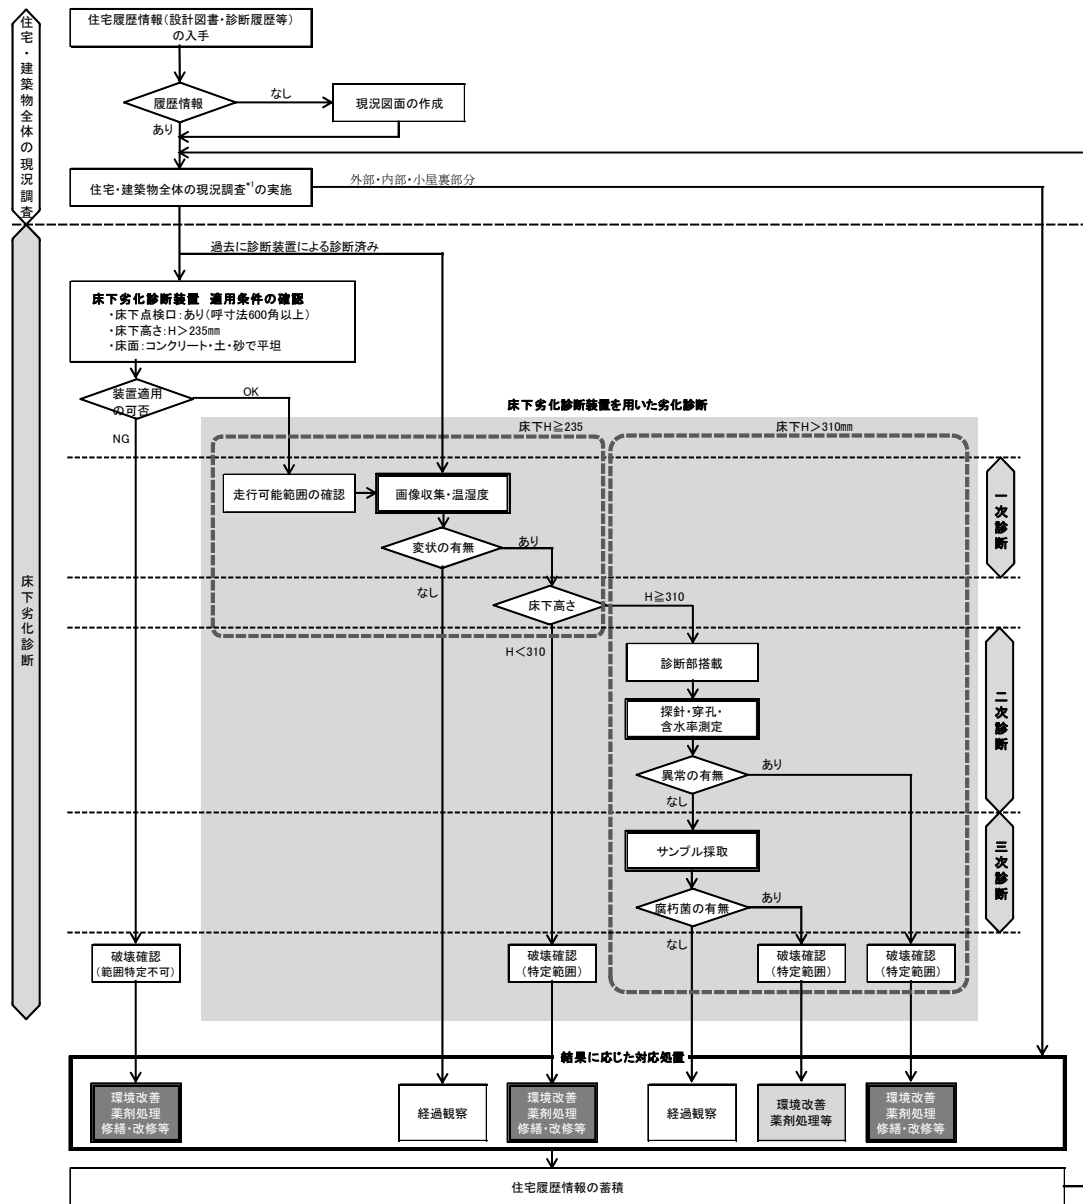 住宅・建築物全体の現況調査
住宅履歴情報(設計図書・診断履歴等)
の入手
履歴情報
なし
現況図面の作成
あり
住宅・建築物全体の現況調査*1の実施
外部・内部・小屋裏部分
床下劣化診断
過去に診断装置による診断済み
床下劣化診断装置 適用条件の確認
・床下点検口:あり(呼寸法600角以上)
・床下高さ:H>235㎜
・床面:コンクリート・土・砂で平坦
装置適用
の可否
OK
NG
床下劣化診断装置を用いた劣化診断
床下H≧235
床下H>310㎜
走行可能範囲の確認
画像収集・温湿度
一次診断
変状の有無
あり
なし
床下高さ
H≧310
H<310
診断部搭載
探針・穿孔・
含水率測定
二次診断
異常の有無
あり
なし
サンプル採取
三次診断
腐朽菌の有無
あり
なし
破壊確認
(範囲特定不可)
破壊確認
(特定範囲)
破壊確認
(特定範囲)
破壊確認
(特定範囲)
結果に応じた対応処置
環境改善
薬剤処理
修繕・改修等
経過観察
環境改善
薬剤処理
修繕・改修等
経過観察
環境改善
薬剤処理等
環境改善
薬剤処理
修繕・改修等
住宅履歴情報の蓄積